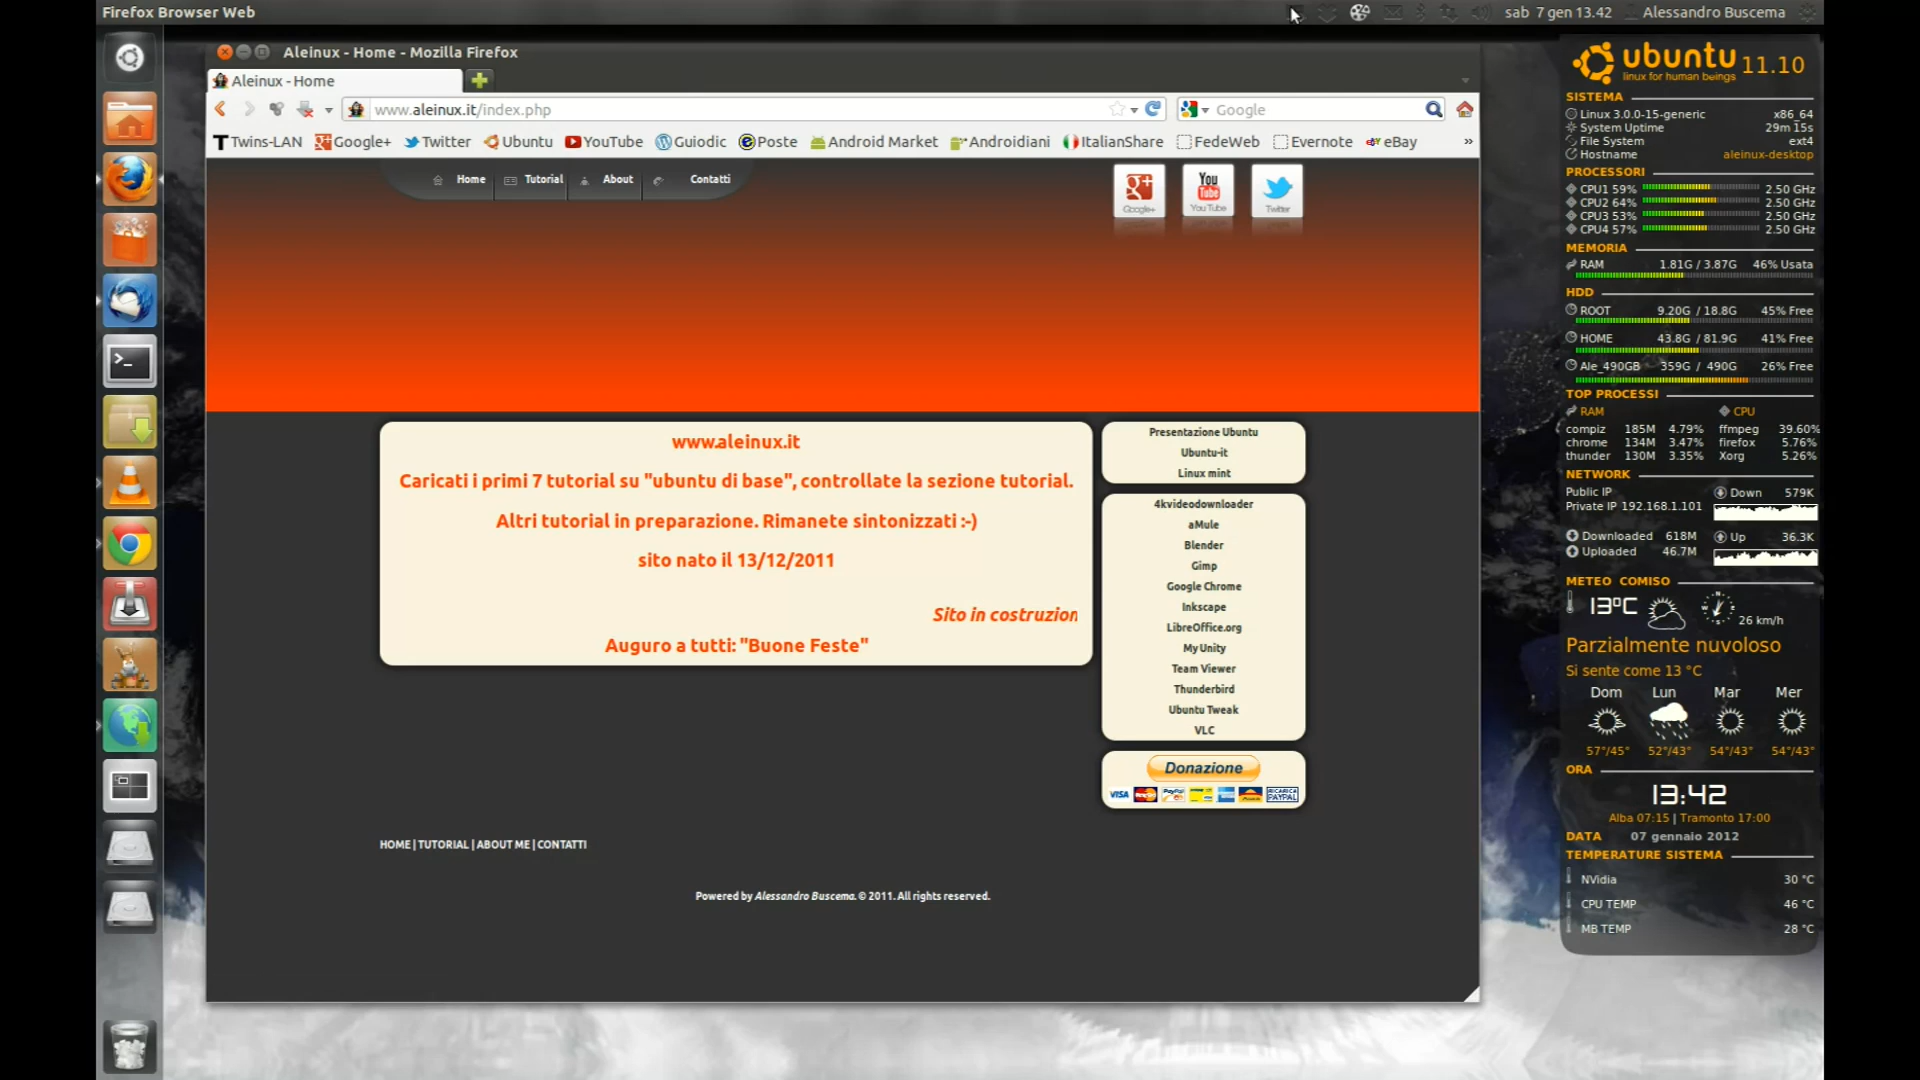 Firefox Browser Web
sab 7 gen 13.42
Alessandro Buscema
Aleinux - Home - Mozilla Firefox
Aleinux - Home
www.aleinux.it/index.php
Google
Twins-LAN
Google+
Twitter
Ubuntu
YouTube
Guiodic
Poste
Android Market
Androidiani
ItalianShare
FedeWeb
Evernote
eBay
»
Home
Tutorial
About
Contatti
Google+
You Tube
You Tube
Twitter
www.aleinux.it
Caricati i primi 7 tutorial su "ubuntu di base", controllate la sezione tutorial.
Altri tutorial in preparazione. Rimanete sintonizzati :-)
sito nato il 13/12/2011
Sito in costruzion
Auguro a tutti: "Buone Feste"
Presentazione Ubuntu
Ubuntu-it
Linux mint
4kvideodownloader
aMule
Blender
Gimp
Google Chrome
Inkscape
LibreOffice.org
My Unity
Team Viewer
Thunderbird
Ubuntu Tweak
VLC
Donazione
VISA
PayPal
RICARICA PAYPAL
HOME | TUTORIAL | ABOUT ME | CONTATTI
Powered by Alessandro Buscema. © 2011. All rights reserved.
ubuntu 11.10
linux for human beings
SISTEMA
Linux 3.0.0-15-generic x86_64
System Uptime 29m 15s
File System ext4
Hostname aleinux-desktop
PROCESSORI
CPU1 59% 2.50 GHz
CPU2 64% 2.50 GHz
CPU3 53% 2.50 GHz
CPU4 57% 2.50 GHz
MEMORIA
RAM 1.81G / 3.87G 46% Usata
HDD
ROOT 9.20G / 18.8G 45% Free
HOME 43.8G / 81.9G 41% Free
Ale_490GB 359G / 490G 26% Free
TOP PROCESSI
RAM CPU
compiz 185M 4.79% ffmpeg 39.60%
chrome 134M 3.47% firefox 5.76%
thunder 130M 3.35% Xorg 5.26%
NETWORK
Public IP Down 579K
Private IP 192.168.1.101
Downloaded 618M Up 36.3K
Uploaded 46.7M
METEO COMISO
13°C
N
W
S
26 km/h
Parzialmente nuvoloso
Si sente come 13 °C
Dom Lun Mar Mer
57°/45° 52°/43° 54°/43° 54°/43°
ORA
13:42
Alba 07:15 | Tramonto 17:00
DATA 07 gennaio 2012
TEMPERATURE SISTEMA
NVidia 30 °C
CPU TEMP 46 °C
MB TEMP 28 °C